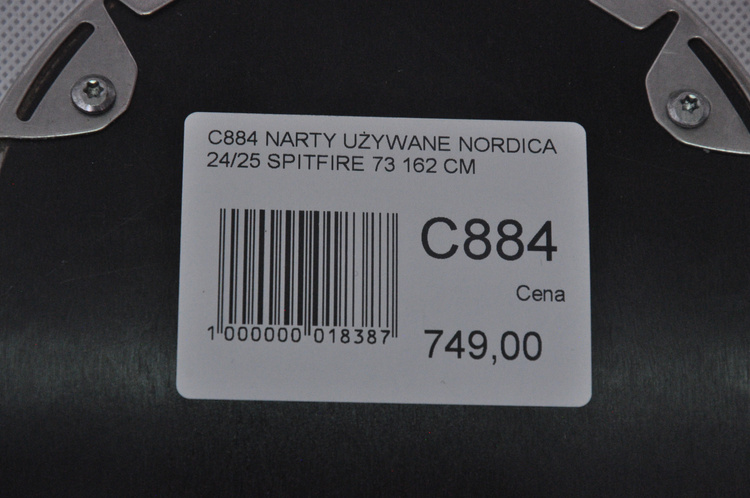 C884 NARTY UŻYWANE NORDICA
24/25 SPITFIRE 73 162 CM
C884
Cena
1 000000 018387
749,00